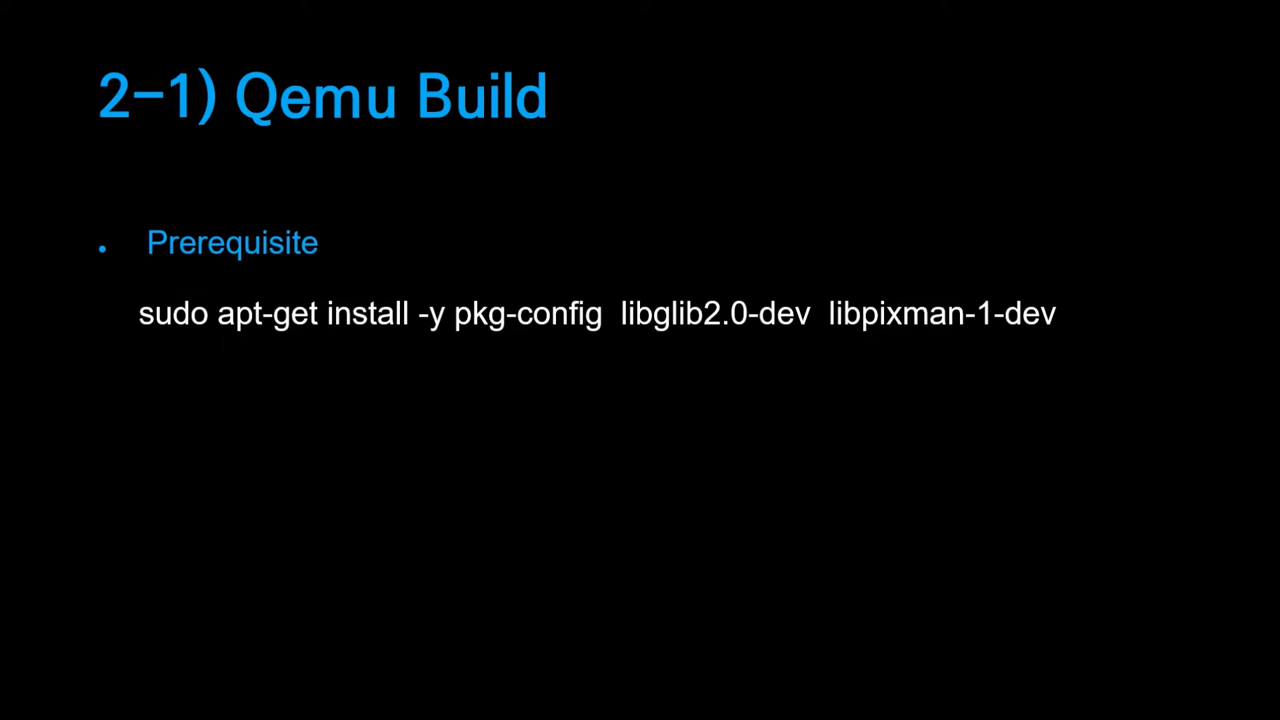 2-1) Qemu Build
• Prerequisite
sudo apt-get install -y pkg-config libglib2.0-dev libpixman-1-dev